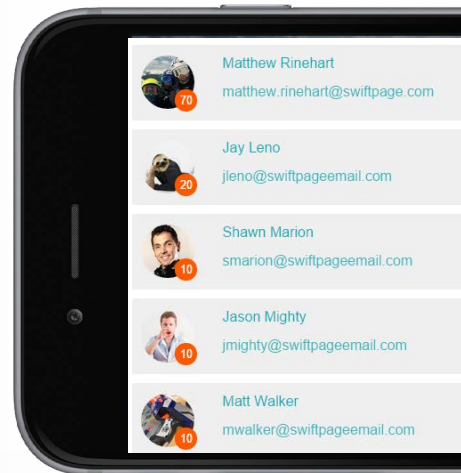 Matthew Rinehart
matthew.rinehart@swiftpage.com
70
Jay Leno
jleno@swiftpageemail.com
20
Shawn Marion
smarion@swiftpageemail.com
10
Jason Mighty
jmighty@swiftpageemail.com
10
Matt Walker
mwalker@swiftpageemail.com
10